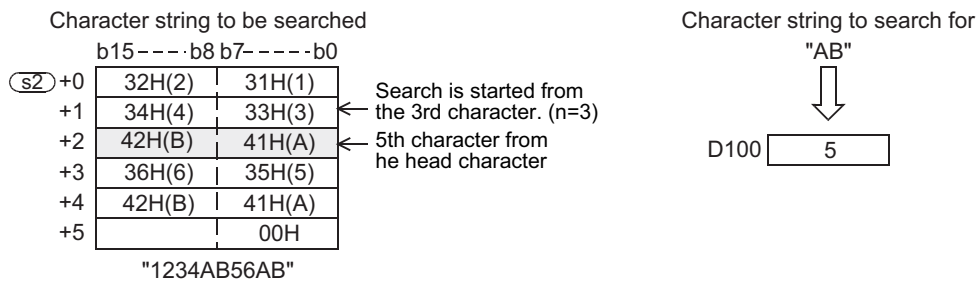 Character string to be searched
Character string to search for
b15 - - - - b8 b7 - - - - - b0
"AB"
s2 +0 32H(2) 31H(1)
+1 34H(4) 33H(3)
Search is started from
the 3rd character. (n=3)
+2 42H(B) 41H(A)
5th character from
he head character
D100 5
+3 36H(6) 35H(5)
+4 42H(B) 41H(A)
+5 00H
"1234AB56AB"